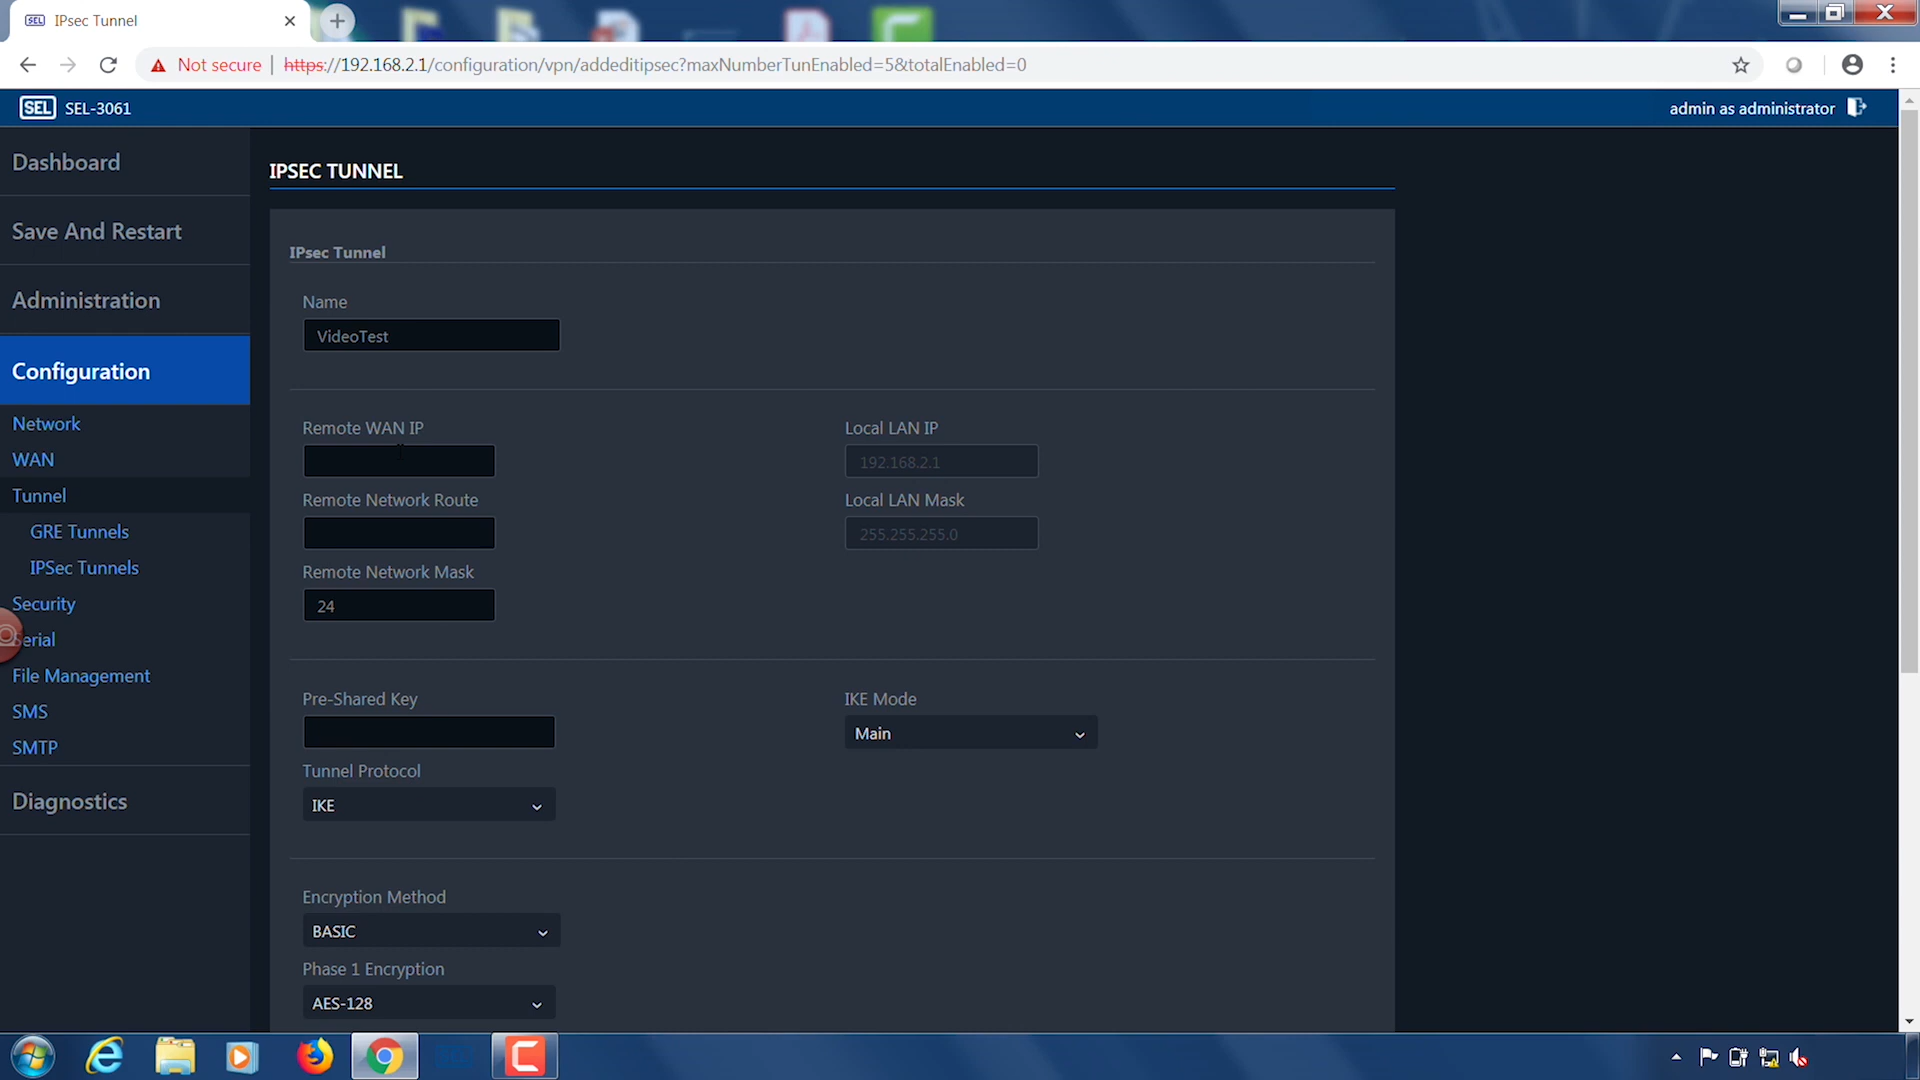 SEL IPsec Tunnel
Not secure | https://192.168.2.1/configuration/vpn/addeditipsec?maxNumberTunEnabled=5&totalEnabled=0
SEL SEL-3061
admin as administrator
Dashboard
Save And Restart
Administration
Configuration
Network
WAN
Tunnel
GRE Tunnels
IPSec Tunnels
Security
Serial
File Management
SMS
SMTP
Diagnostics
IPSEC TUNNEL
IPsec Tunnel
Name
VideoTest
Remote WAN IP
Local LAN IP
192.168.2.1
Remote Network Route
Local LAN Mask
255.255.255.0
Remote Network Mask
24
Pre-Shared Key
IKE Mode
Main
Tunnel Protocol
IKE
Encryption Method
BASIC
Phase 1 Encryption
AES-128